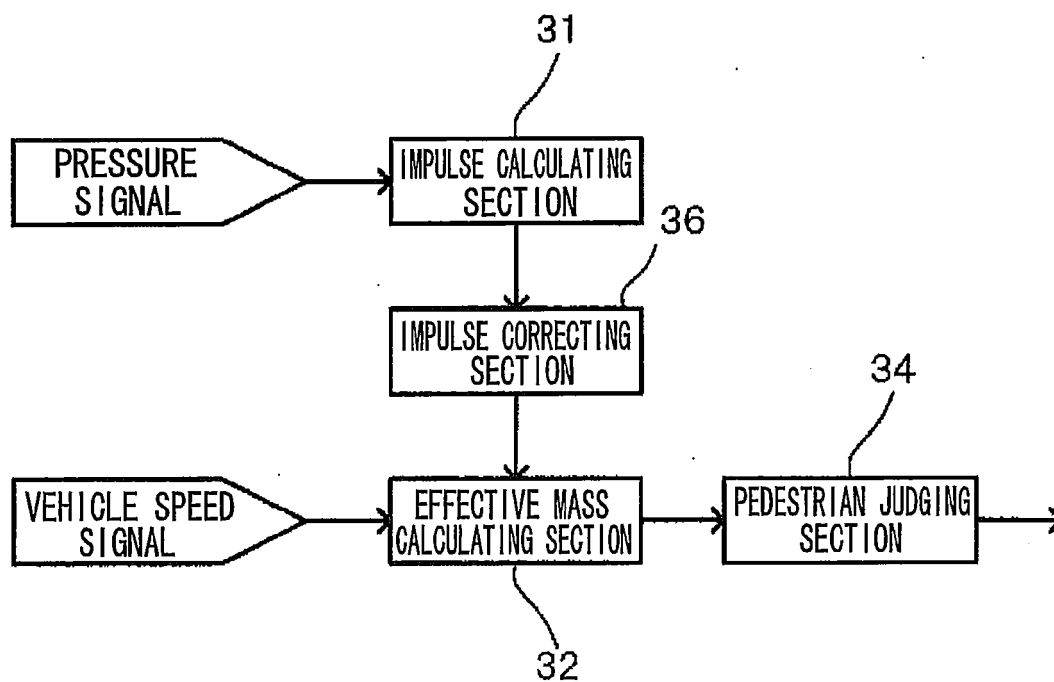 31
PRESSURE
SIGNAL
IMPULSE CALCULATING
SECTION
36
IMPULSE CORRECTING
SECTION
34
VEHICLE SPEED
SIGNAL
EFFECTIVE MASS
CALCULATING SECTION
PEDESTRIAN JUDGING
SECTION
32